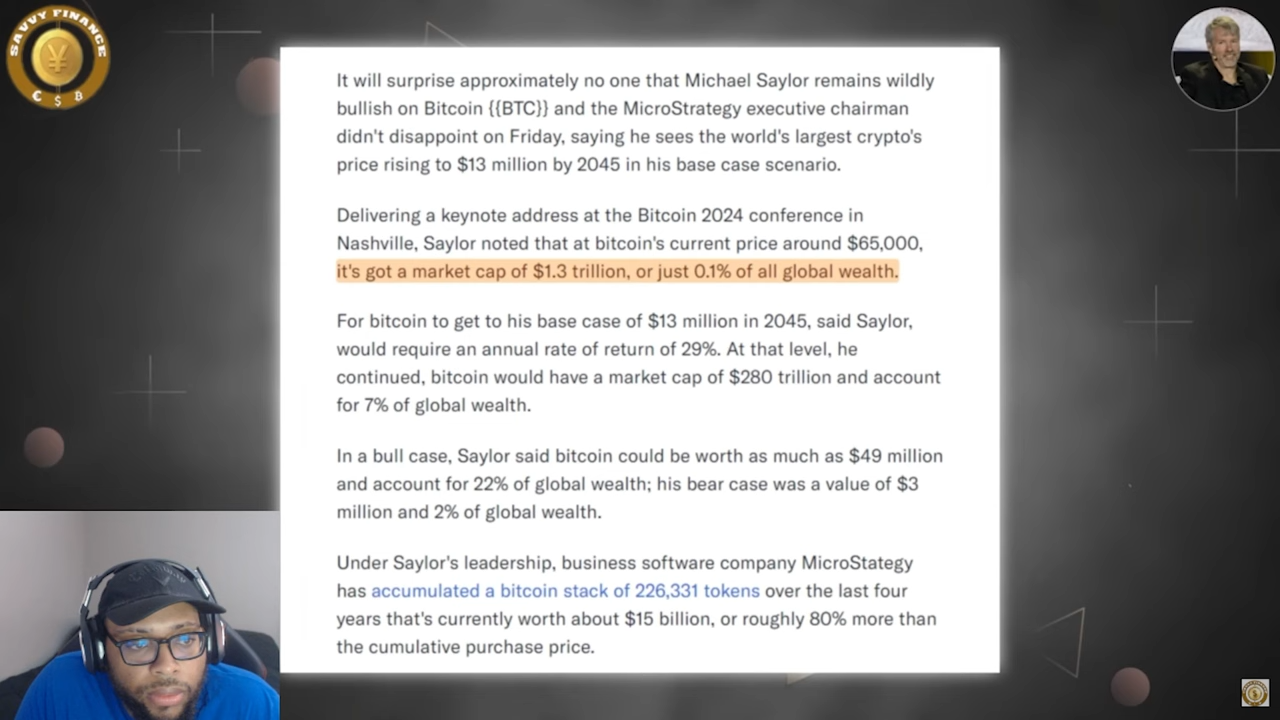 SAVVY FINANCE
¥
€ $ B
It will surprise approximately no one that Michael Saylor remains wildly
bullish on Bitcoin {{BTC}} and the MicroStrategy executive chairman
didn't disappoint on Friday, saying he sees the world's largest crypto's
price rising to $13 million by 2045 in his base case scenario.
Delivering a keynote address at the Bitcoin 2024 conference in
Nashville, Saylor noted that at bitcoin's current price around $65,000,
it's got a market cap of $1.3 trillion, or just 0.1% of all global wealth.
For bitcoin to get to his base case of $13 million in 2045, said Saylor,
would require an annual rate of return of 29%. At that level, he
continued, bitcoin would have a market cap of $280 trillion and account
for 7% of global wealth.
In a bull case, Saylor said bitcoin could be worth as much as $49 million
and account for 22% of global wealth; his bear case was a value of $3
million and 2% of global wealth.
Under Saylor's leadership, business software company MicroStategy
has accumulated a bitcoin stack of 226,331 tokens over the last four
years that's currently worth about $15 billion, or roughly 80% more than
the cumulative purchase price.